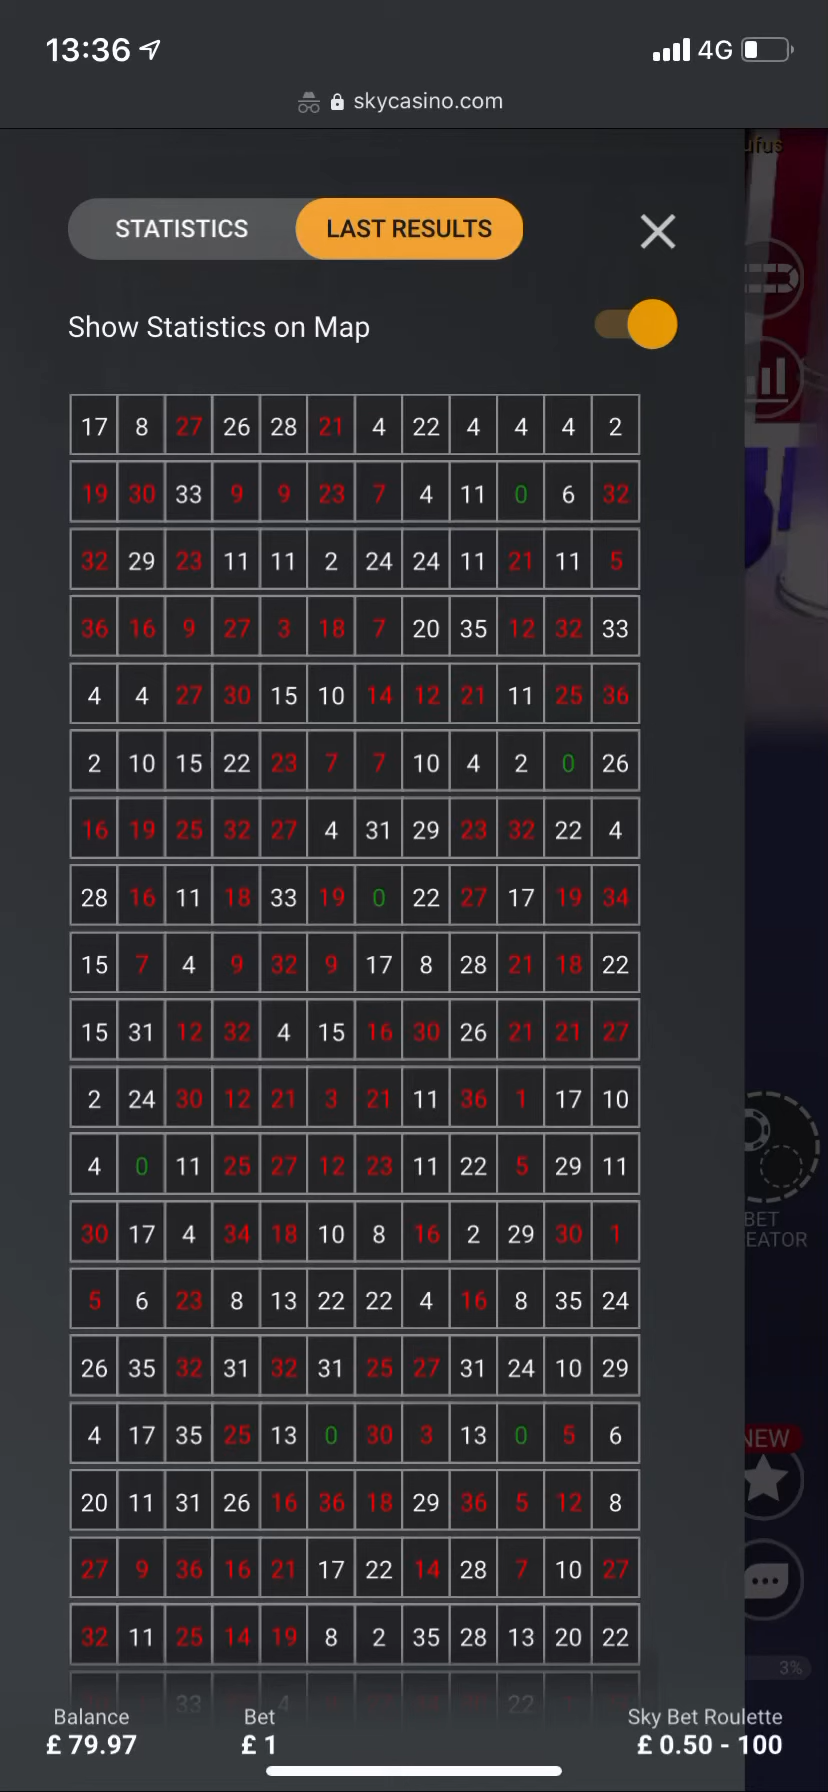 13:36 4G
skycasino.com
STATISTICS LAST RESULTS
Show Statistics on Map
17 8 27 26 28 21 4 22 4 4 4 2
19 30 33 9 9 23 7 4 11 0 6 32
32 29 23 11 11 2 24 24 11 21 11 5
36 16 9 27 3 18 7 20 35 12 32 33
4 4 27 30 15 10 14 12 21 11 25 36
2 10 15 22 23 7 7 10 4 2 0 26
16 19 25 32 27 4 31 29 23 32 22 4
28 16 11 18 33 19 0 22 27 17 19 34
15 7 4 9 32 9 17 8 28 21 18 22
15 31 12 32 4 15 16 30 26 21 21 27
2 24 30 12 21 3 21 11 36 1 17 10
4 0 11 25 27 12 23 11 22 5 29 11
BET
EATOR
30 17 4 34 18 10 8 16 2 29 30 1
5 6 23 8 13 22 22 4 16 8 35 24
26 35 32 31 32 31 25 27 31 24 10 29
4 17 35 25 13 0 30 3 13 0 5 6
NEW
20 11 31 26 16 36 18 29 36 5 12 8
27 9 36 16 21 17 22 14 28 7 10 27
32 11 25 14 19 8 2 35 28 13 20 22
3%
33 4 22
Balance Bet Sky Bet Roulette
£ 79.97 £ 1 £ 0.50 - 100